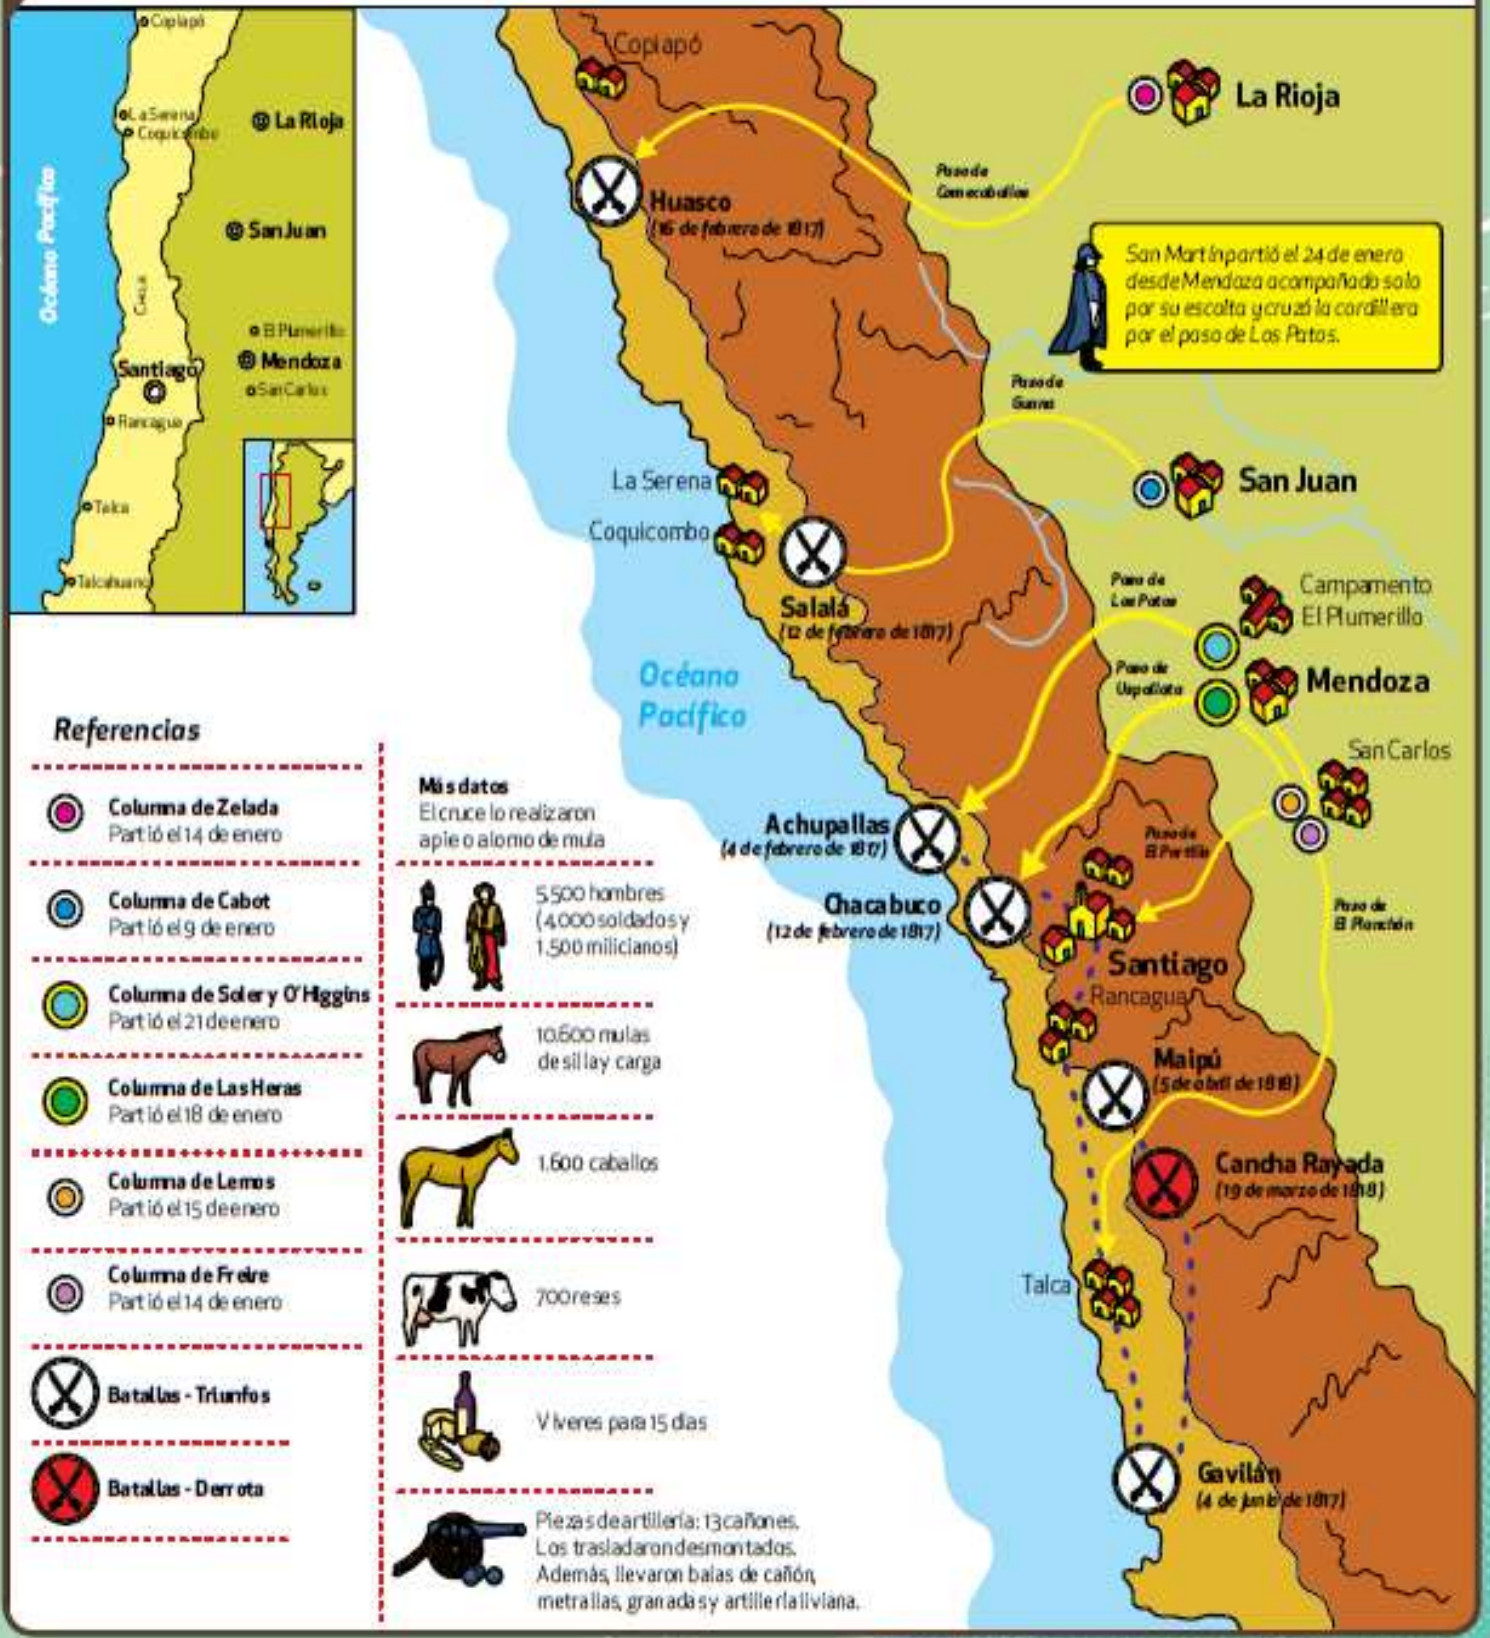 Copiapó
La Serena
Coquicombo
La Rioja
San Juan
Océano Pacífico
CHILE
El Plumerillo
Mendoza
San Carlos
Santiago
Rancagua
Talca
Talcahuano
Copiapó
La Rioja
Huasco
(16 de febrero de 1817)
Paso de
Comecaballos
San Martín partió el 24 de enero
desde Mendoza acompañado solo
por su escolta y cruzó la cordillera
por el paso de Los Patos.
Paso de
Guana
La Serena
San Juan
Coquicombo
Salalá
(12 de febrero de 1817)
Paso de
Los Patos
Campamento
El Plumerillo
Océano
Pacífico
Paso de
Uspallata
Mendoza
San Carlos
Achupallas
(4 de febrero de 1817)
Paso de
El Portillo
Chacabuco
(12 de febrero de 1817)
Paso de
El Planchón
Santiago
Rancagua
Maipú
(5 de abril de 1818)
Cancha Rayada
(19 de marzo de 1818)
Talca
Gavilán
(4 de junio de 1817)
Referencias
Columna de Zelada
Partió el 14 de enero
Columna de Cabot
Partió el 9 de enero
Columna de Soler y O'Higgins
Partió el 21 de enero
Columna de Las Heras
Partió el 18 de enero
Columna de Lemos
Partió el 15 de enero
Columna de Freire
Partió el 14 de enero
Batallas - Triunfos
Batallas - Derrota
Más datos
El cruce lo realizaron
a pie o a lomo de mula
5.500 hombres
(4.000 soldados y
1.500 milicianos)
10.600 mulas
de silla y carga
1.600 caballos
700 reses
Víveres para 15 días
Piezas de artillería: 13 cañones.
Los trasladaron desmontados.
Además, llevaron balas de cañón,
metrallas, granadas y artillería liviana.